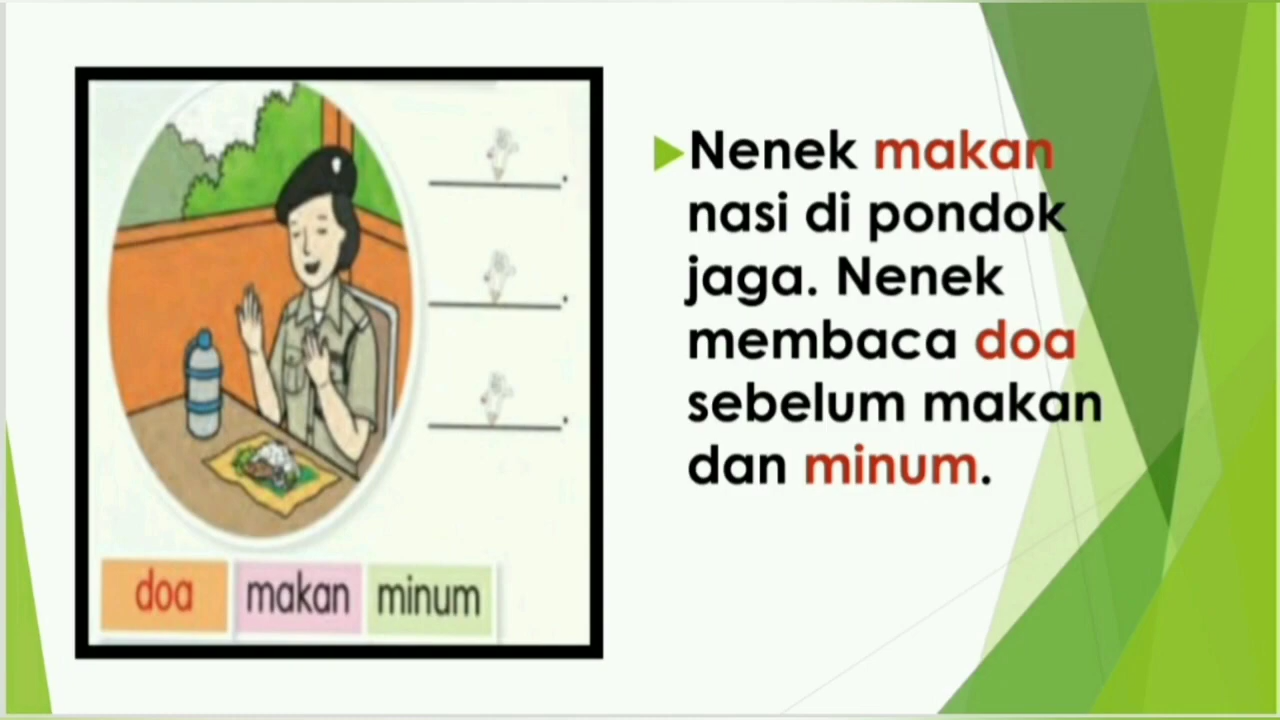 Nenek makan
nasi di pondok
jaga. Nenek
membaca doa
sebelum makan
dan minum.
doa
makan
minum